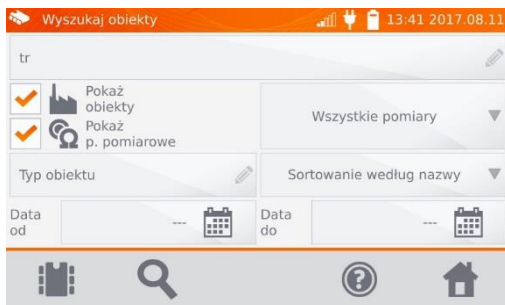 Wyszukaj obiekty
13:41 2017.08.11
tr
Pokaż
obiekty
Pokaż
p. pomiarowe
Wszystkie pomiary
Typ obiektu
Sortowanie według nazwy
Data
od
---
Data
do
---